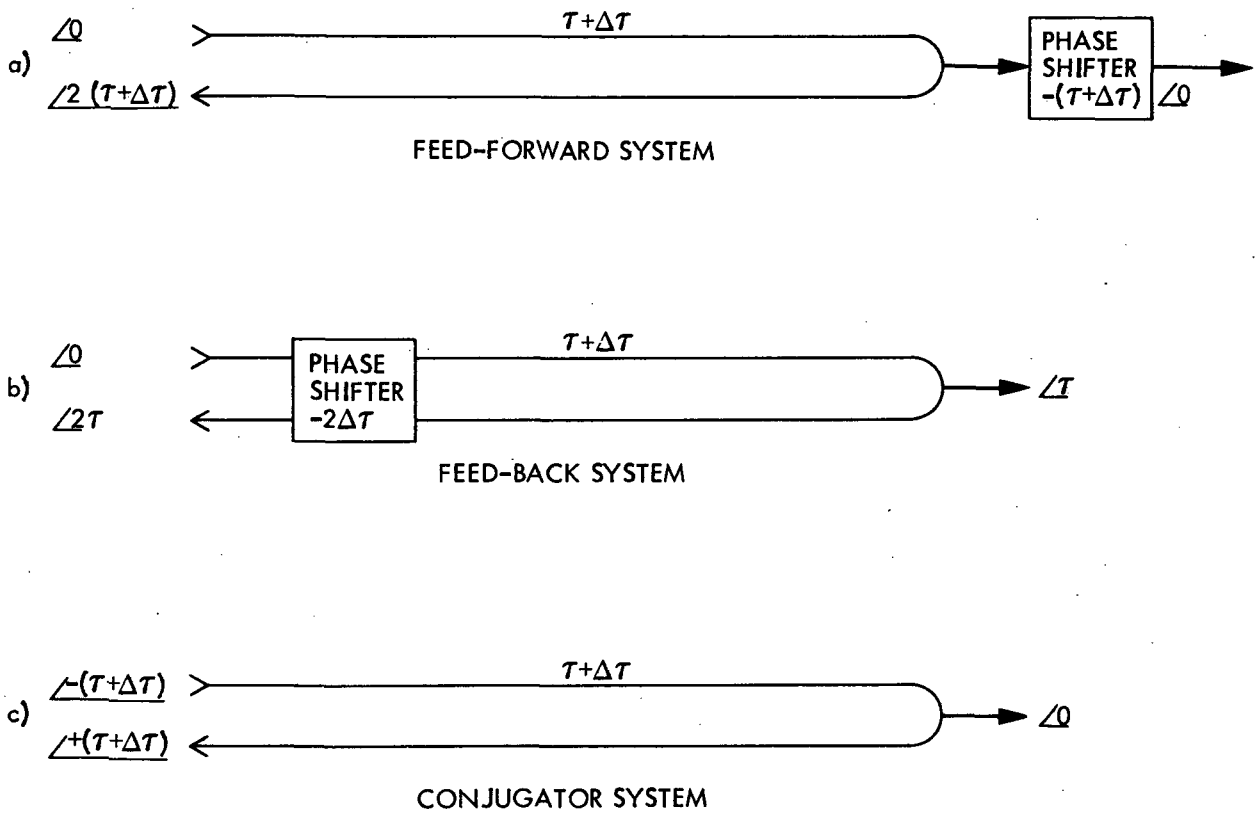 a)
∠0
τ+Δτ
∠2 (τ+Δτ)
PHASE
SHIFTER
-(τ+Δτ)
∠0
FEED-FORWARD SYSTEM
b)
∠0
PHASE
SHIFTER
-2Δτ
τ+Δτ
∠τ
∠2τ
FEED-BACK SYSTEM
c)
∠-(τ+Δτ)
τ+Δτ
∠0
∠+(τ+Δτ)
CONJUGATOR SYSTEM